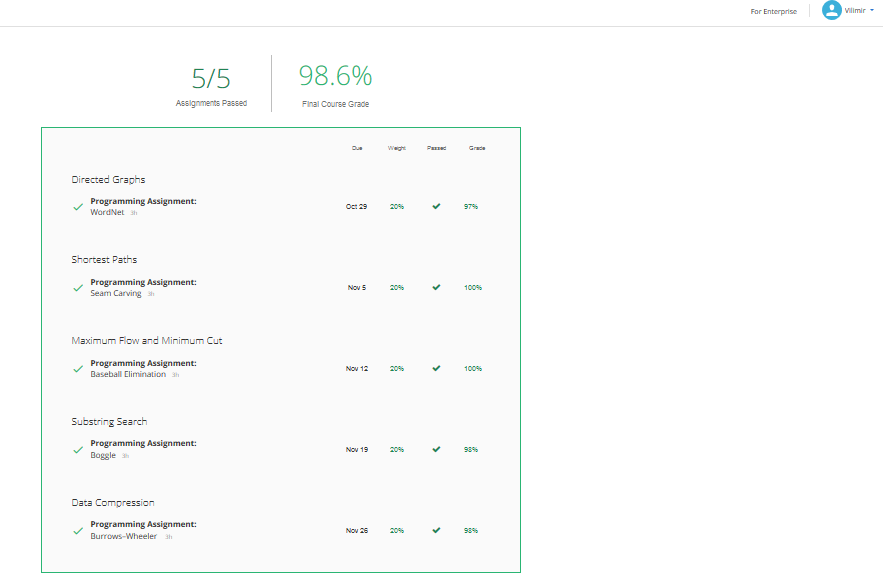 For Enterprise
Vilmir
5/5
98.6%
Assignments Passed
Final Course Grade
Due Weight Passed Grade
Directed Graphs
Programming Assignment:
WordNet 3h
Oct 29 20% 97%
Shortest Paths
Programming Assignment:
Seam Carving 3h
Nov 5 20% 100%
Maximum Flow and Minimum Cut
Programming Assignment:
Baseball Elimination 3h
Nov 12 20% 100%
Substring Search
Programming Assignment:
Boggle 3h
Nov 19 20% 98%
Data Compression
Programming Assignment:
Burrows–Wheeler 3h
Nov 26 20% 98%